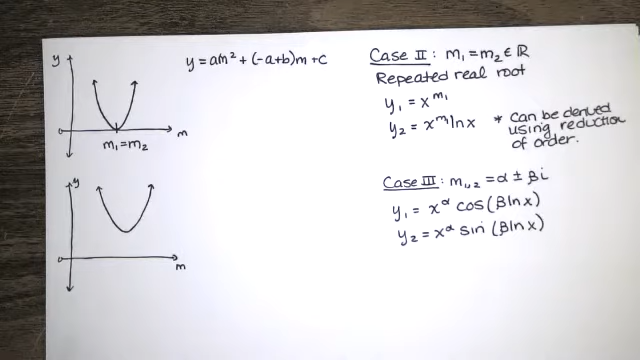 y
m
m₁=m₂
y
m
y = am² + (-a+b)m + c
Case II: m₁=m₂ ∈ ℝ
Repeated real root
y₁ = x^m₁
y₂ = x^m₁ ln x
* can be derived
using reduction
of order.
Case III: m₁,₂ = α ± βi
y₁ = x^α cos(β ln x)
y₂ = x^α sin(β ln x)